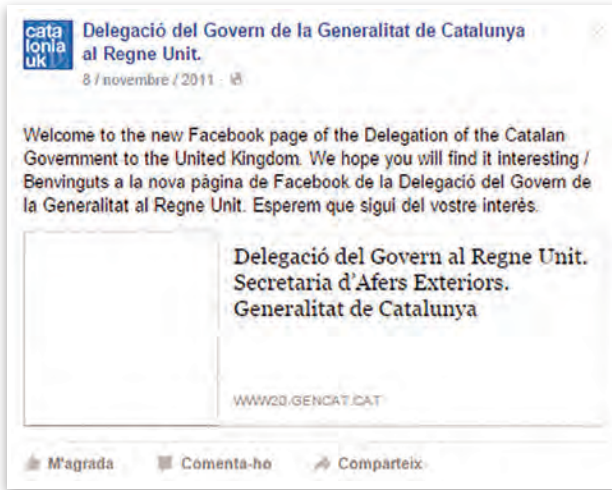 cata
lonia
uk
Delegació del Govern de la Generalitat de Catalunya
al Regne Unit.
8 / novembre / 2011
Welcome to the new Facebook page of the Delegation of the Catalan
Government to the United Kingdom. We hope you will find it interesting /
Benvinguts a la nova pàgina de Facebook de la Delegació del Govern de
la Generalitat al Regne Unit. Esperem que sigui del vostre interès.
Delegació del Govern al Regne Unit.
Secretaria d'Afers Exteriors.
Generalitat de Catalunya
WWW20.GENCAT.CAT
M'agrada Comenta-ho Comparteix